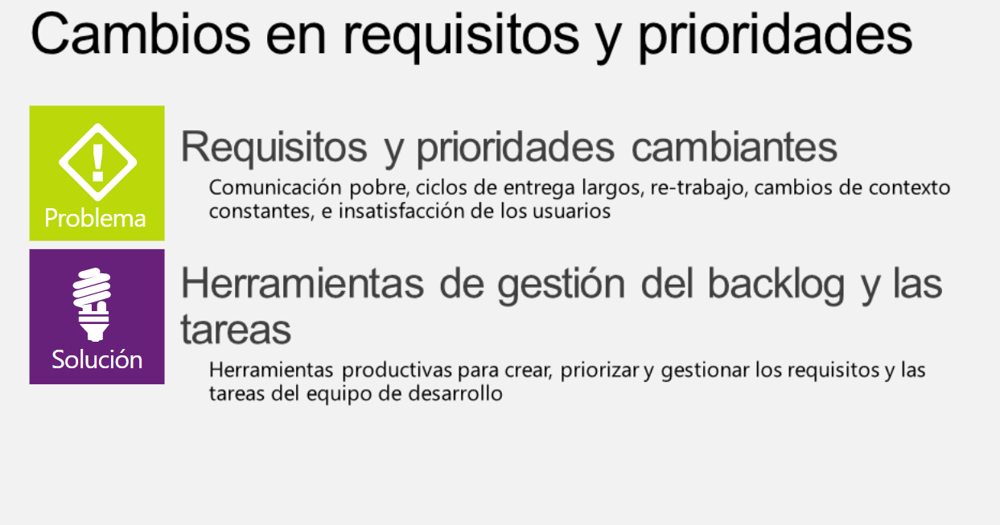 Cambios en requisitos y prioridades
Problema
Requisitos y prioridades cambiantes
Comunicación pobre, ciclos de entrega largos, re-trabajo, cambios de contexto
constantes, e insatisfacción de los usuarios
Solución
Herramientas de gestión del backlog y las
tareas
Herramientas productivas para crear, priorizar y gestionar los requisitos y las
tareas del equipo de desarrollo